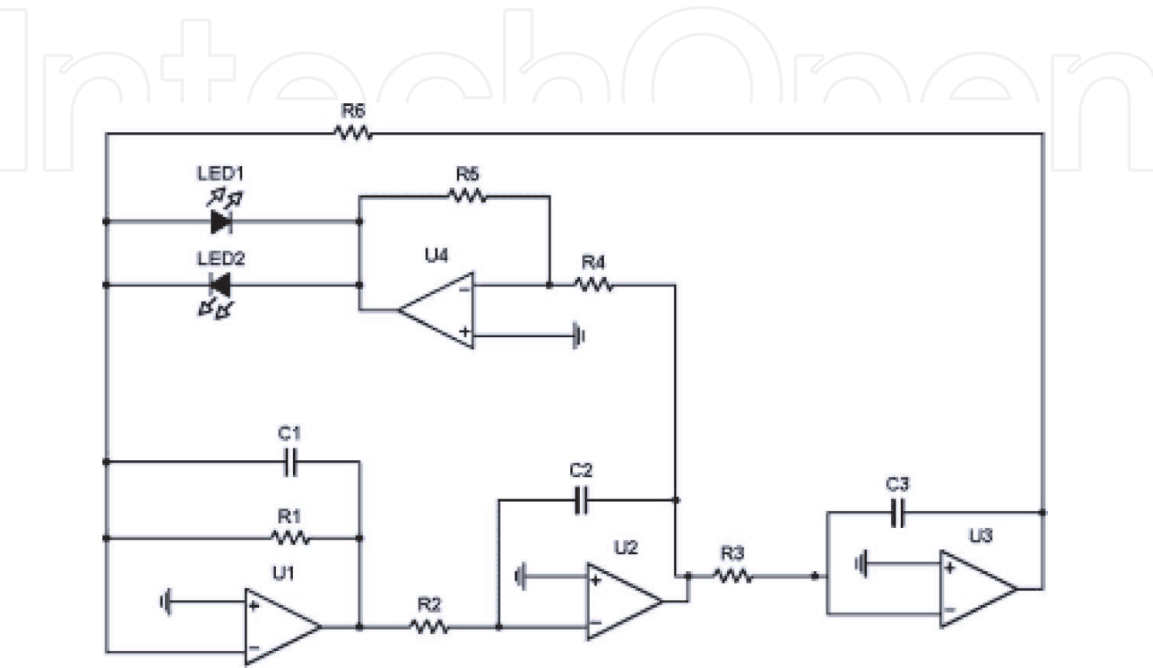 IntechOpen
R6
LED1
R5
LED2
U4
R4
−
+
C1
C2
C3
R1
U1
U2
R3
U3
+
−
R2
+
−
+
−